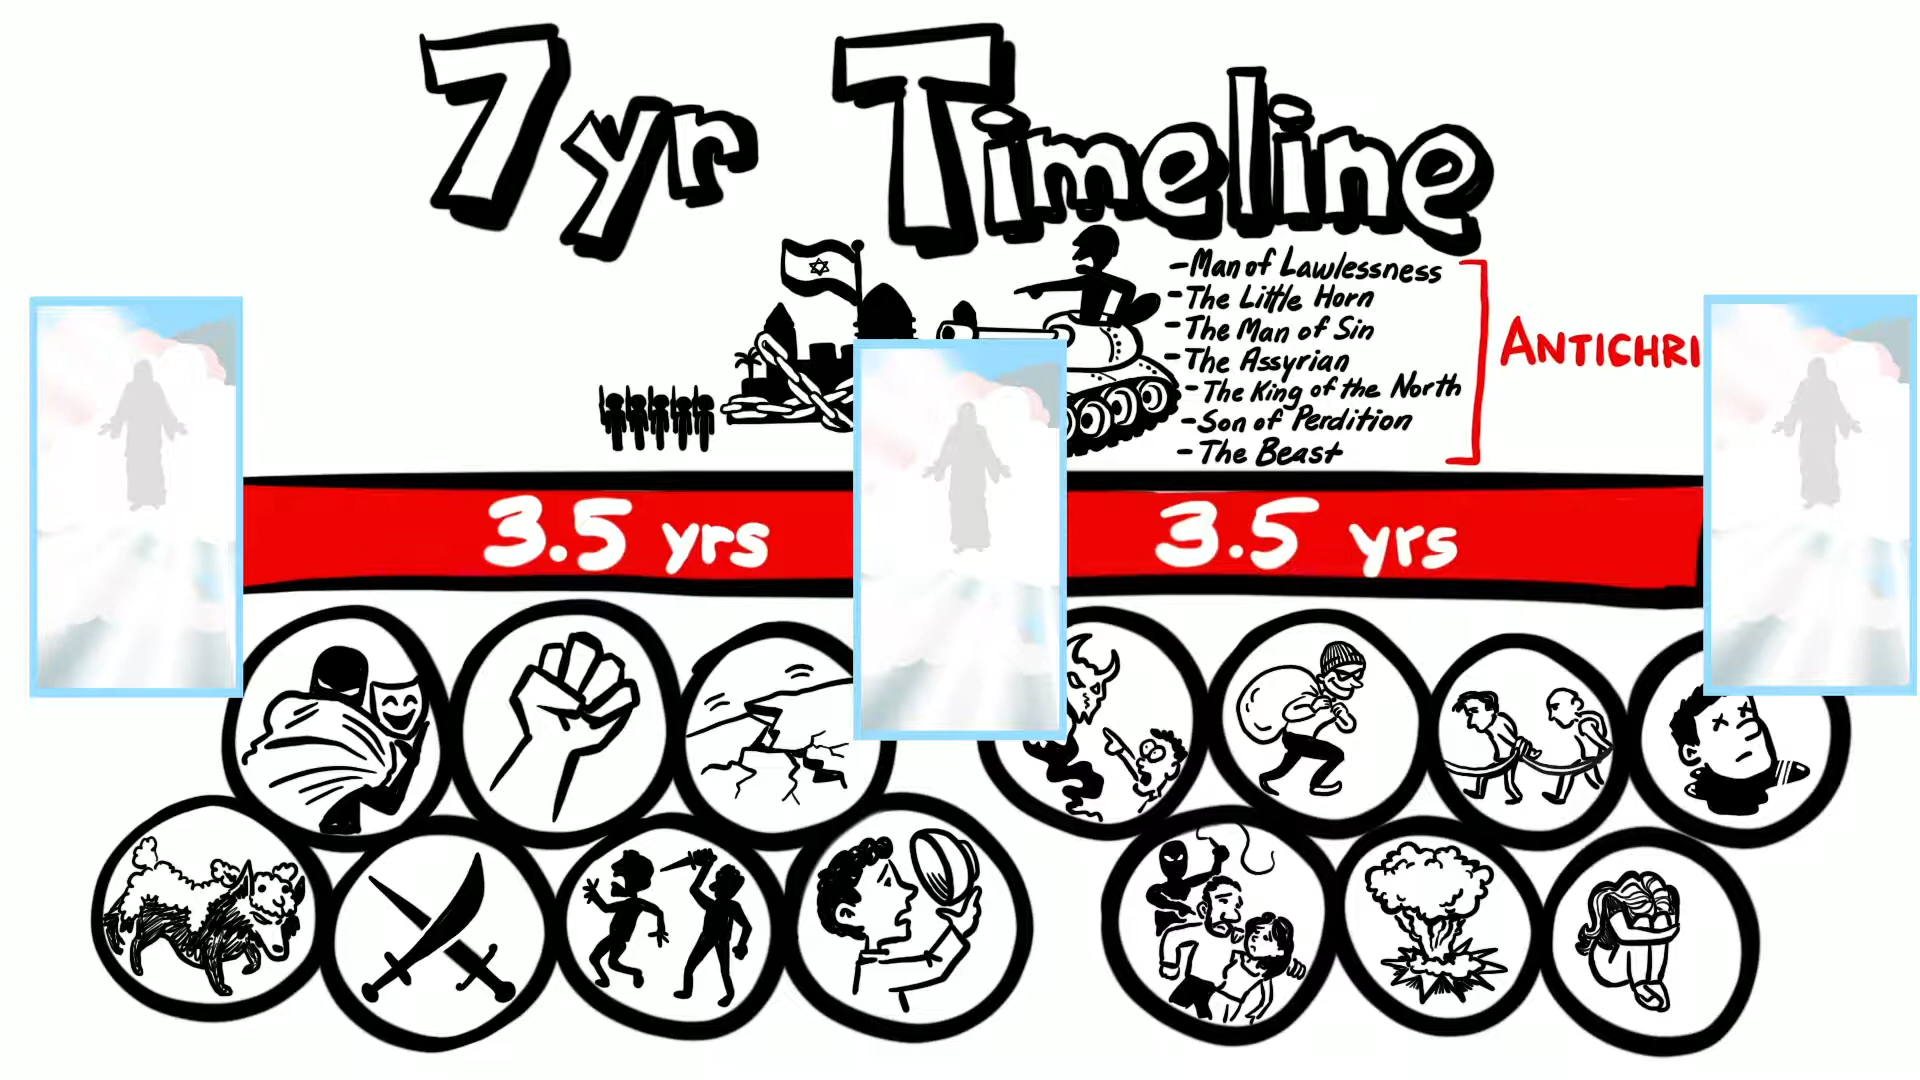 7yr Timeline
-Man of Lawlessness
-The Little Horn
-The Man of Sin
-The Assyrian
-The King of the North
-Son of Perdition
-The Beast
ANTICHRI
3.5 yrs
3.5 yrs